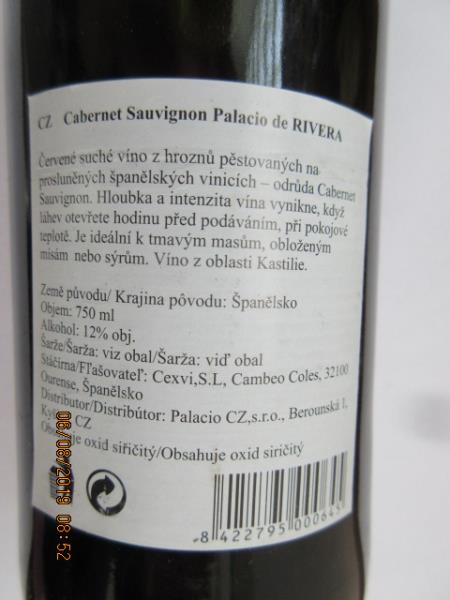 CZ Cabernet Sauvignon Palacio de RIVERA
Červené suché víno z hroznů pěstovaných na
prosluněných španělských vinicích – odrůda Cabernet
Sauvignon. Hloubka a intenzita vína vynikne, když
láhev otevřete hodinu před podáváním, při pokojové
teplotě. Je ideální k tmavým masům, obloženým
mísám nebo sýrům. Víno z oblasti Kastilie.
Země původu/ Krajina pôvodu: Španělsko
Objem: 750 ml
Alkohol: 12% obj.
Šarže/Šarža: viz obal/Šarža: viď obal
Stáčírna/Fľašovateľ: Cexvi,S.L, Cambeo Coles, 32100
Ourense, Španělsko
Distributor/Distribútor: Palacio CZ,s.r.o., Berounská 1,
CZ
Obsahuje oxid siřičitý/Obsahuje oxid siričitý
8 422795 000645
06/08/2019 08:52